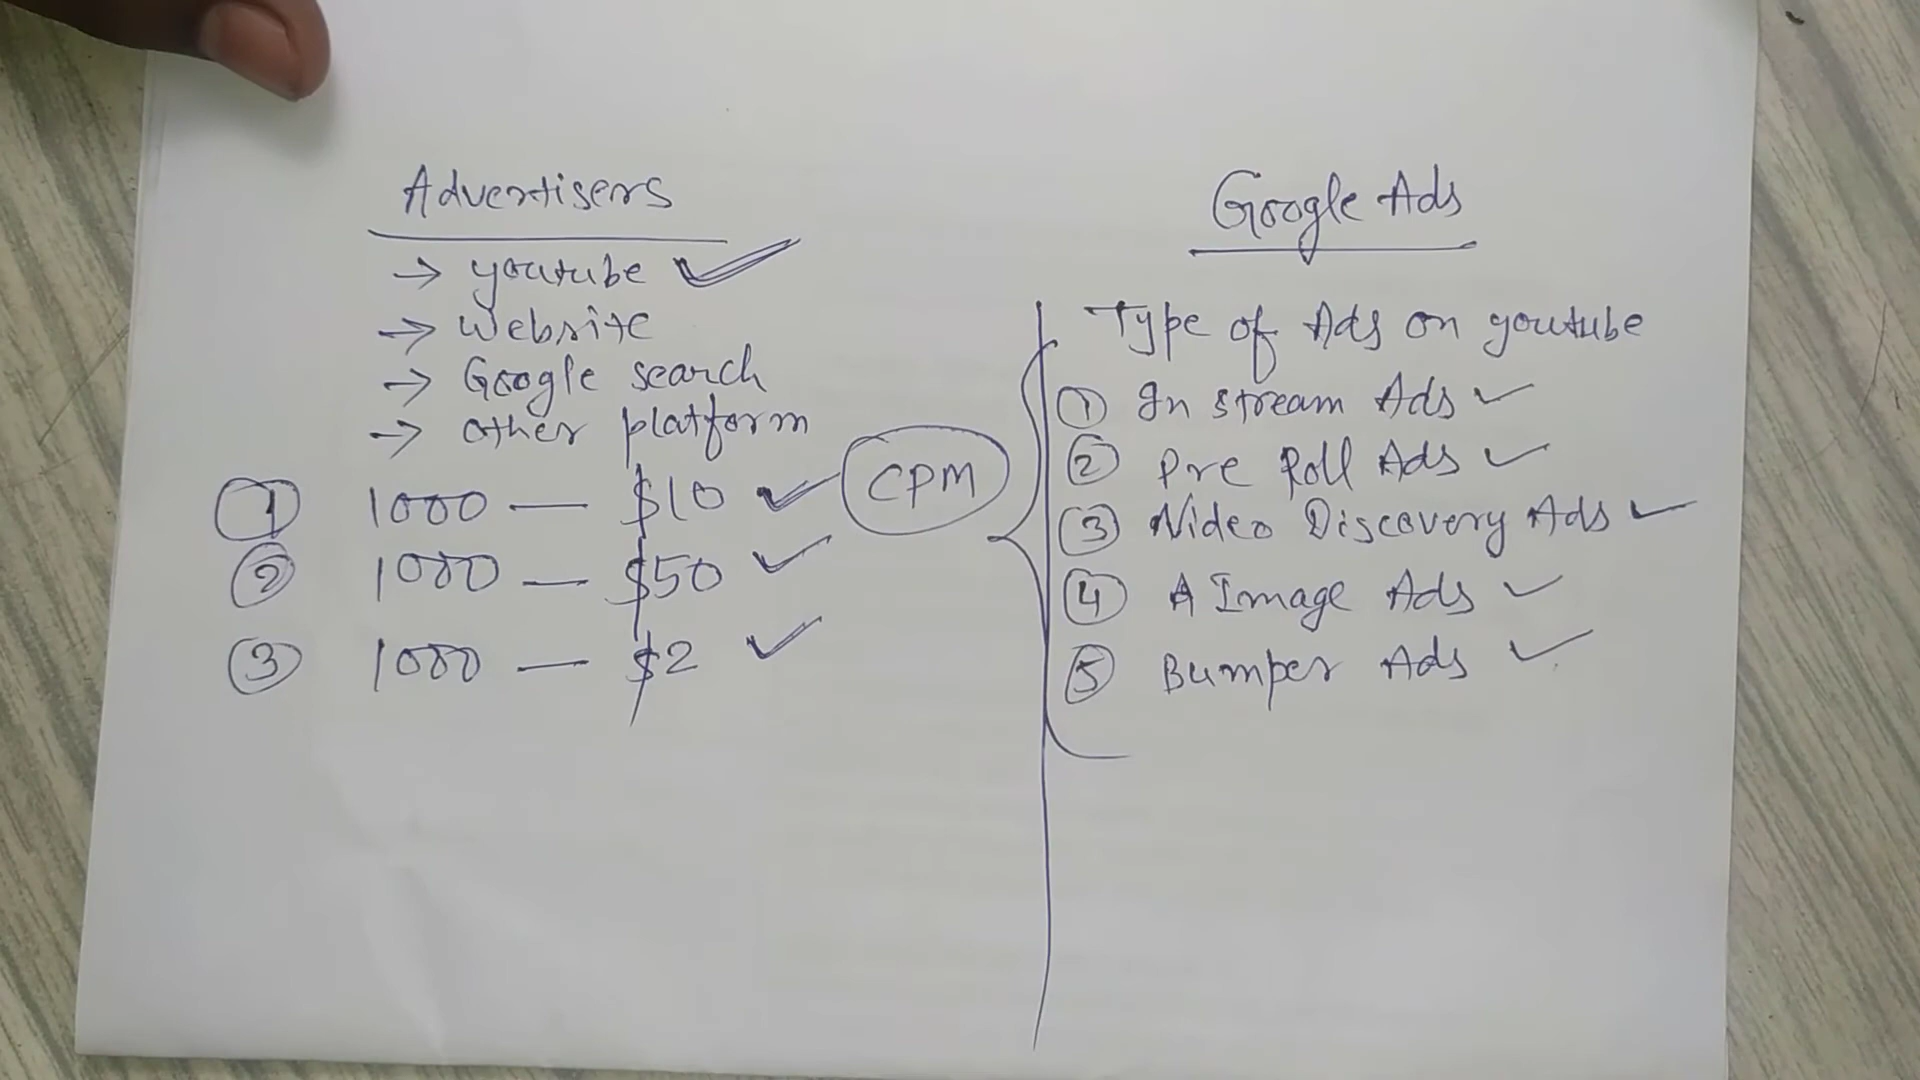 Advertisers
→ youtube ✓
→ website
→ Google search
→ other platform
① 1000 — $10 ✓
② 1000 — $50 ✓
③ 1000 — $2 ✓
CPM
Google Ads
Type of Ads on youtube
① In stream Ads ✓
② Pre Roll Ads ✓
③ Video Discovery Ads ✓
④ A Image Ads ✓
⑤ Bumper Ads ✓